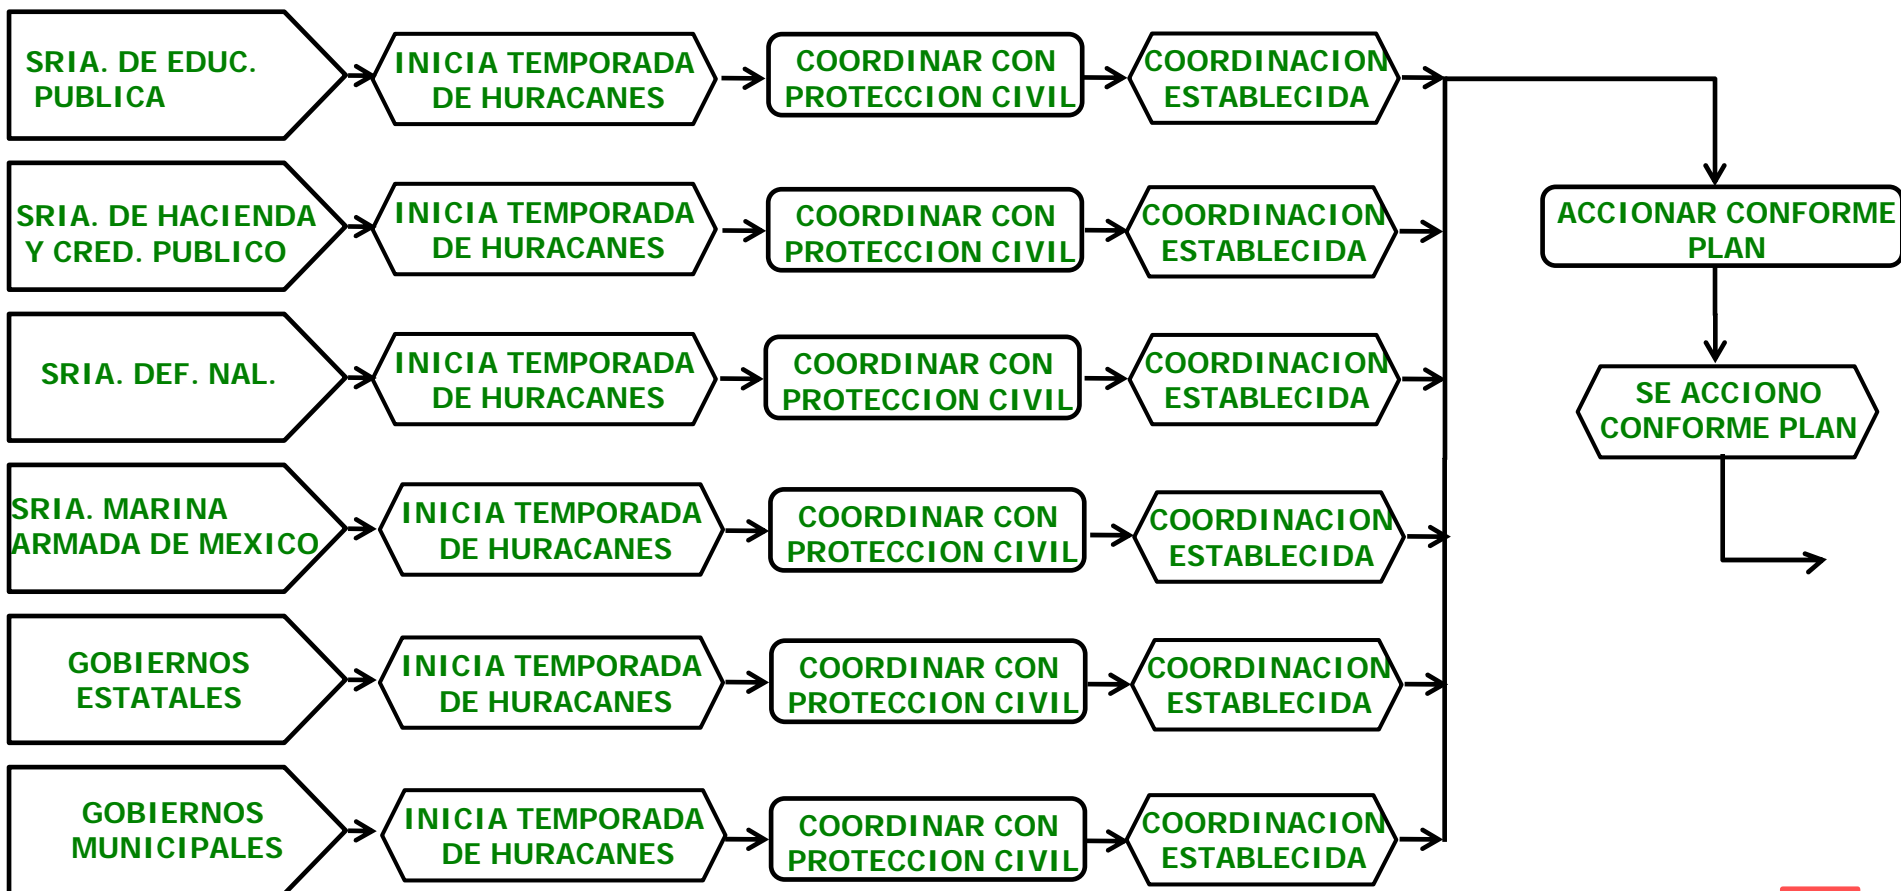 SRIA. DE EDUC.
PUBLICA
INICIA TEMPORADA
DE HURACANES
COORDINAR CON
PROTECCION CIVIL
COORDINACION
ESTABLECIDA
SRIA. DE HACIENDA
Y CRED. PUBLICO
INICIA TEMPORADA
DE HURACANES
COORDINAR CON
PROTECCION CIVIL
COORDINACION
ESTABLECIDA
ACCIONAR CONFORME
PLAN
SRIA. DEF. NAL.
INICIA TEMPORADA
DE HURACANES
COORDINAR CON
PROTECCION CIVIL
COORDINACION
ESTABLECIDA
SE ACCIONO
CONFORME PLAN
SRIA. MARINA
ARMADA DE MEXICO
INICIA TEMPORADA
DE HURACANES
COORDINAR CON
PROTECCION CIVIL
COORDINACION
ESTABLECIDA
GOBIERNOS
ESTATALES
INICIA TEMPORADA
DE HURACANES
COORDINAR CON
PROTECCION CIVIL
COORDINACION
ESTABLECIDA
GOBIERNOS
MUNICIPALES
INICIA TEMPORADA
DE HURACANES
COORDINAR CON
PROTECCION CIVIL
COORDINACION
ESTABLECIDA